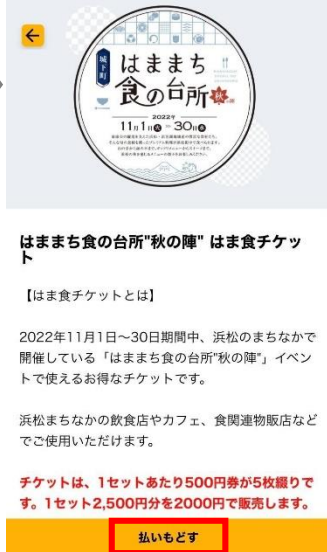 城下町
はままち
食の台所
秋の陣
2022年
11月1日火-30日水
はままち食の台所"秋の陣" はま食チケッ
ト
【はま食チケットとは】
2022年11月1日〜30日期間中、浜松のまちなかで
開催している「はままち食の台所"秋の陣"」イベン
トで使えるお得なチケットです。
浜松まちなかの飲食店やカフェ、食関連物販店など
でご使用いただけます。
チケットは、1セットあたり500円券が5枚綴りで
す。1セット2,500円分を2000円で販売します。
払いもどす